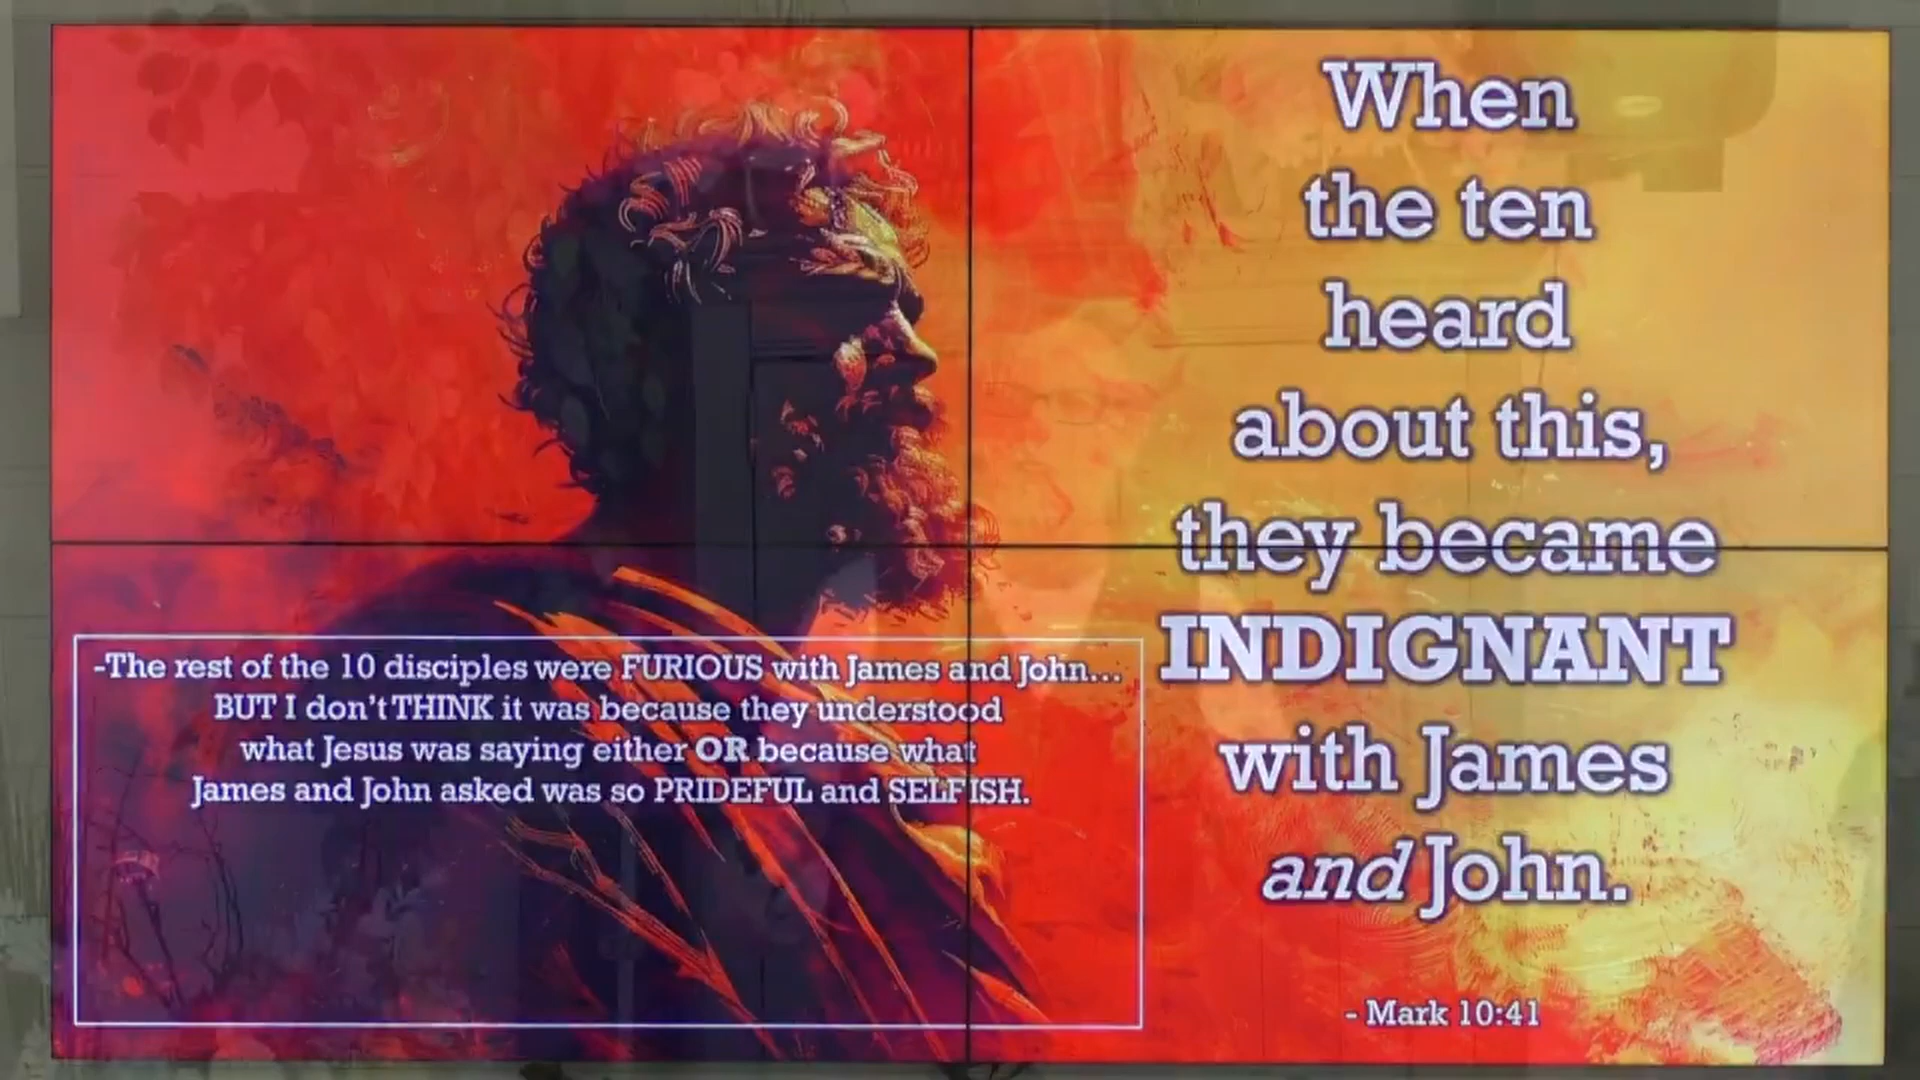 When
the ten
heard
about this,
they became
INDIGNANT
with James
and John.
- Mark 10:41
-The rest of the 10 disciples were FURIOUS with James and John...
BUT I don't THINK it was because they understood
what Jesus was saying either OR because what
James and John asked was so PRIDEFUL and SELFISH.